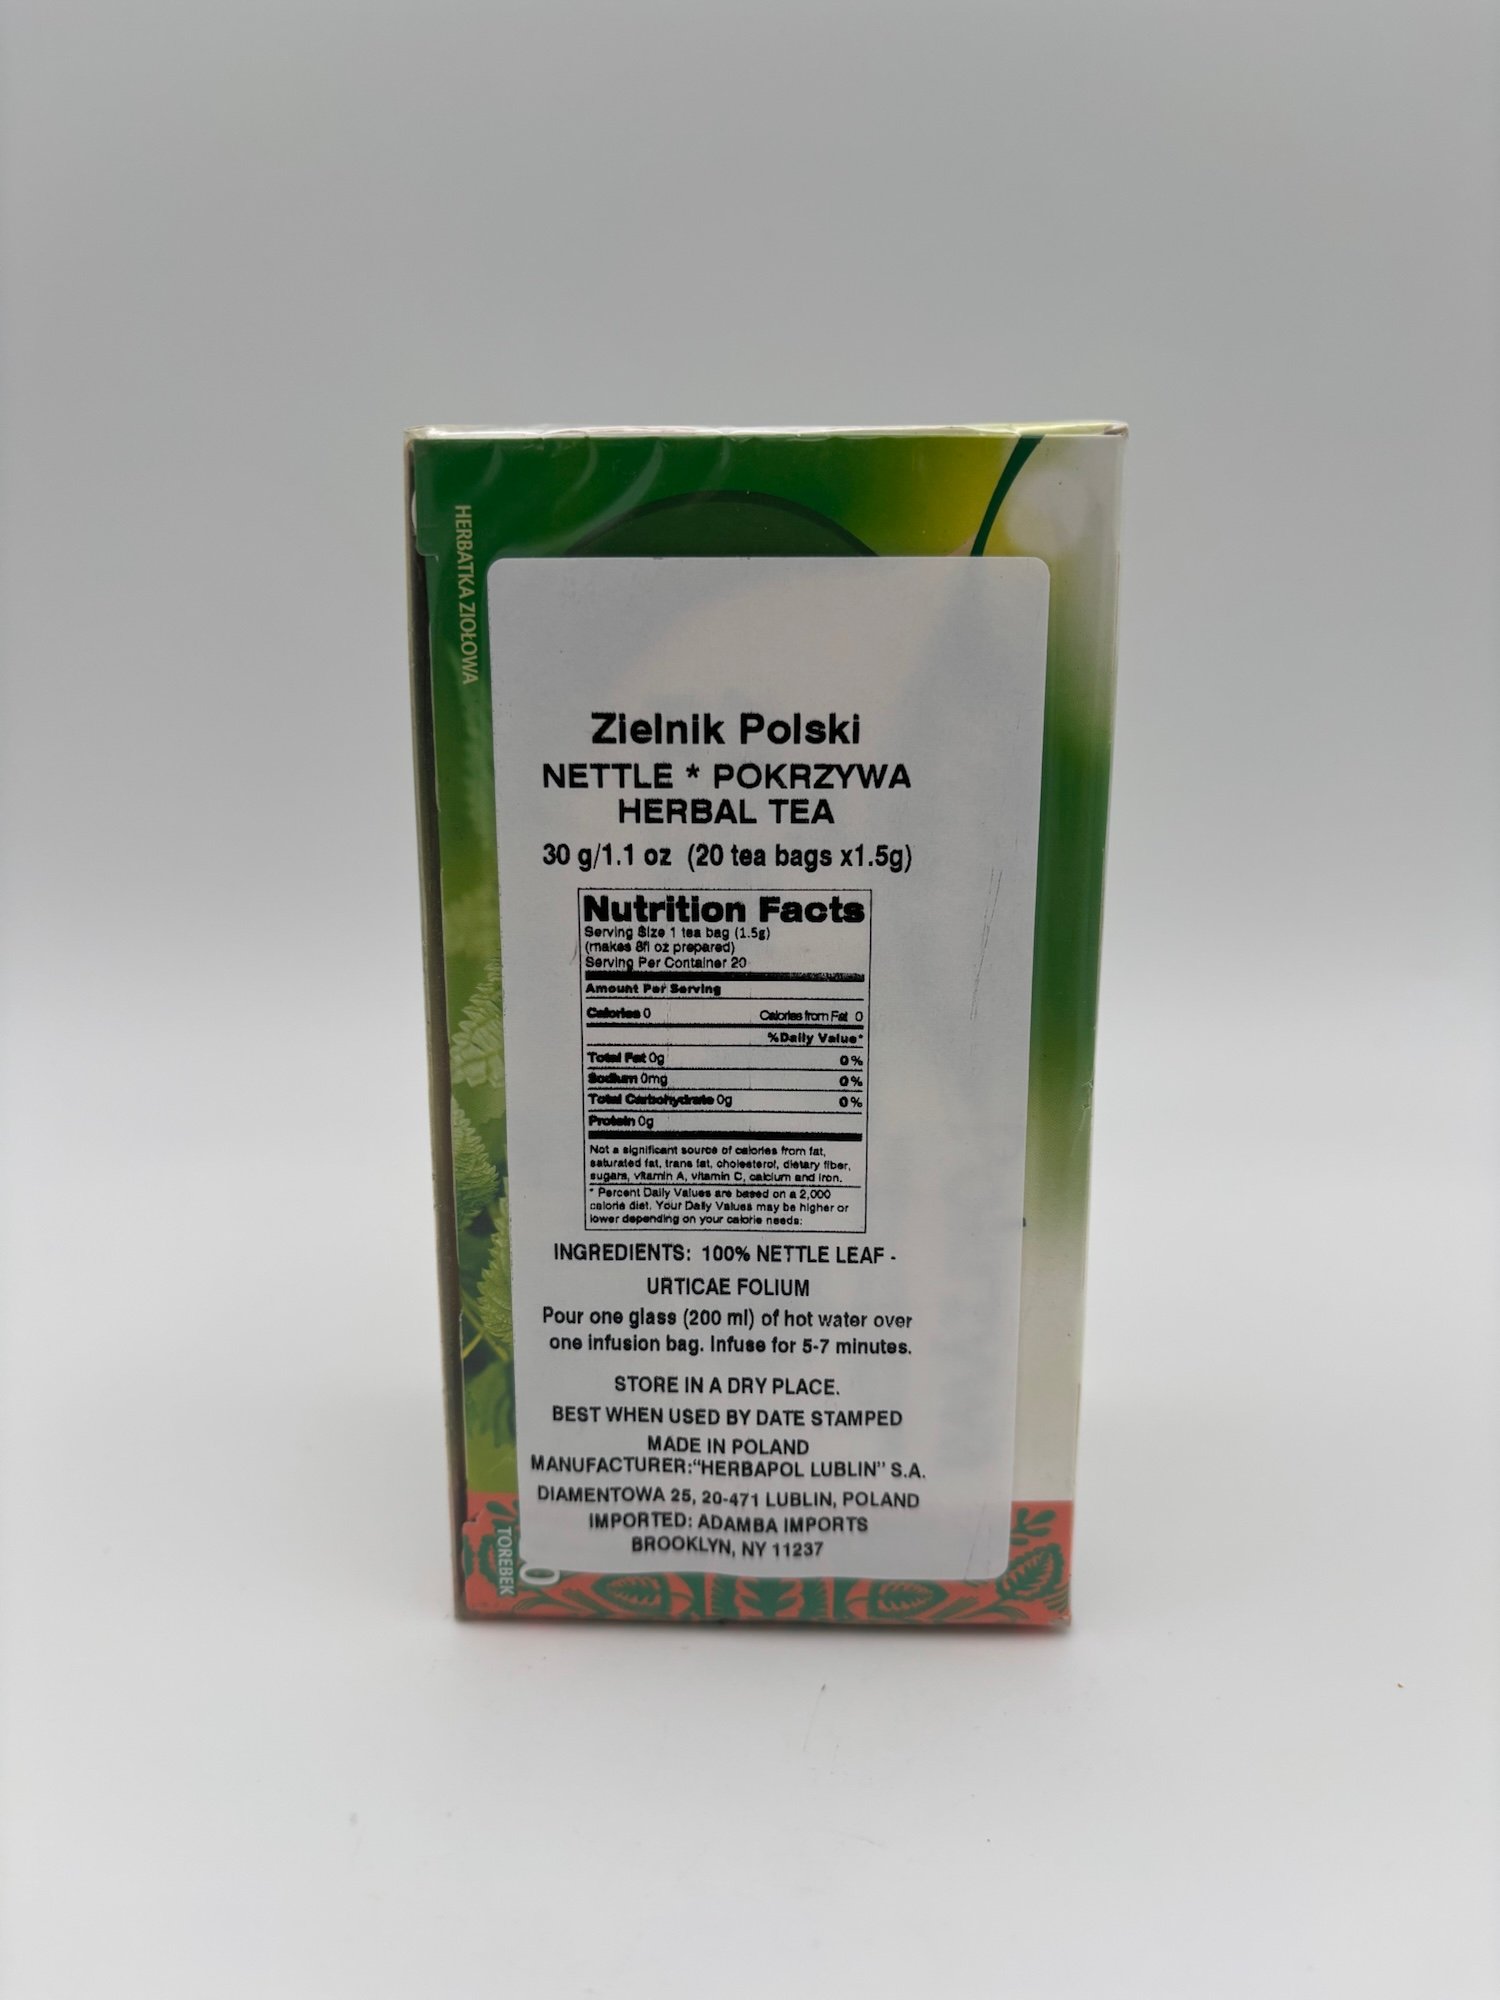 HERBATKA ZIOŁOWA
Zielnik Polski
NETTLE * POKRZYWA
HERBAL TEA
30 g/1.1 oz (20 tea bags x1.5g)
Nutrition Facts
Serving Size 1 tea bag (1.5g)
(makes 8fl oz prepared)
Serving Per Container 20
Amount Per Serving
Calories 0 Calories from Fat 0
%Daily Value*
Total Fat 0g 0%
Sodium 0mg 0%
Total Carbohydrate 0g 0%
Protein 0g
Not a significant source of calories from fat,
saturated fat, trans fat, cholesterol, dietary fiber,
sugars, vitamin A, vitamin C, calcium and iron.
* Percent Daily Values are based on a 2,000
calorie diet. Your Daily Values may be higher or
lower depending on your calorie needs:
INGREDIENTS: 100% NETTLE LEAF -
URTICAE FOLIUM
Pour one glass (200 ml) of hot water over
one infusion bag. Infuse for 5-7 minutes.
STORE IN A DRY PLACE.
BEST WHEN USED BY DATE STAMPED
MADE IN POLAND
MANUFACTURER:“HERBAPOL LUBLIN” S.A.
DIAMENTOWA 25, 20-471 LUBLIN, POLAND
IMPORTED: ADAMBA IMPORTS
BROOKLYN, NY 11237
TOREBEK